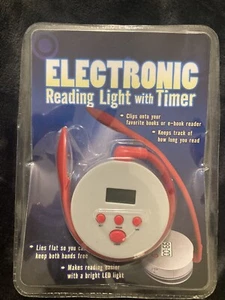 ELECTRONIC
Reading Light with Timer
• Clips onto your
favorite books or e-book reader
• Keeps track of
how long you read
• Lies flat so you ca
keep both hands free
• Makes reading easier
with a bright LED light